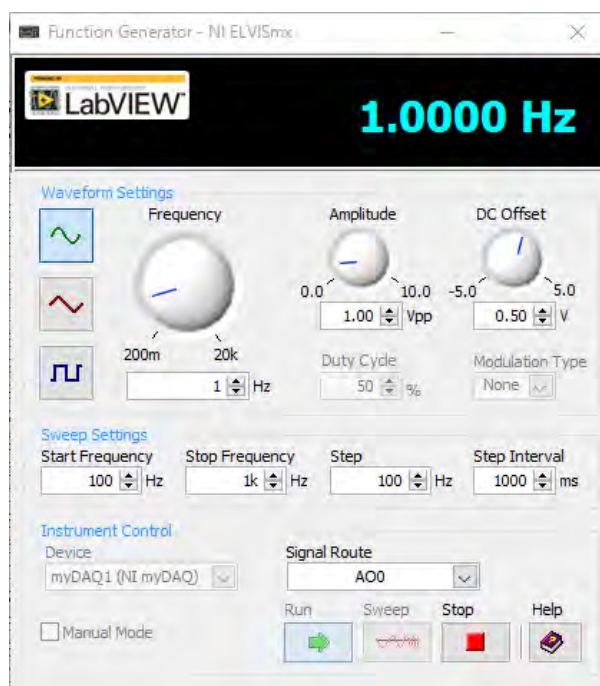 Function Generator - NI ELVISmx
LabVIEW
1.0000 Hz
Waveform Settings
Frequency
Amplitude
DC Offset
0.0
10.0
-5.0
5.0
1.00 Vpp
0.50 V
200m
20k
1 Hz
Duty Cycle
Modulation Type
50 %
None
Sweep Settings
Start Frequency
Stop Frequency
Step
Step Interval
100 Hz
1k Hz
100 Hz
1000 ms
Instrument Control
Device
Signal Route
myDAQ1 (NI myDAQ)
AO0
Run
Sweep
Stop
Help
Manual Mode